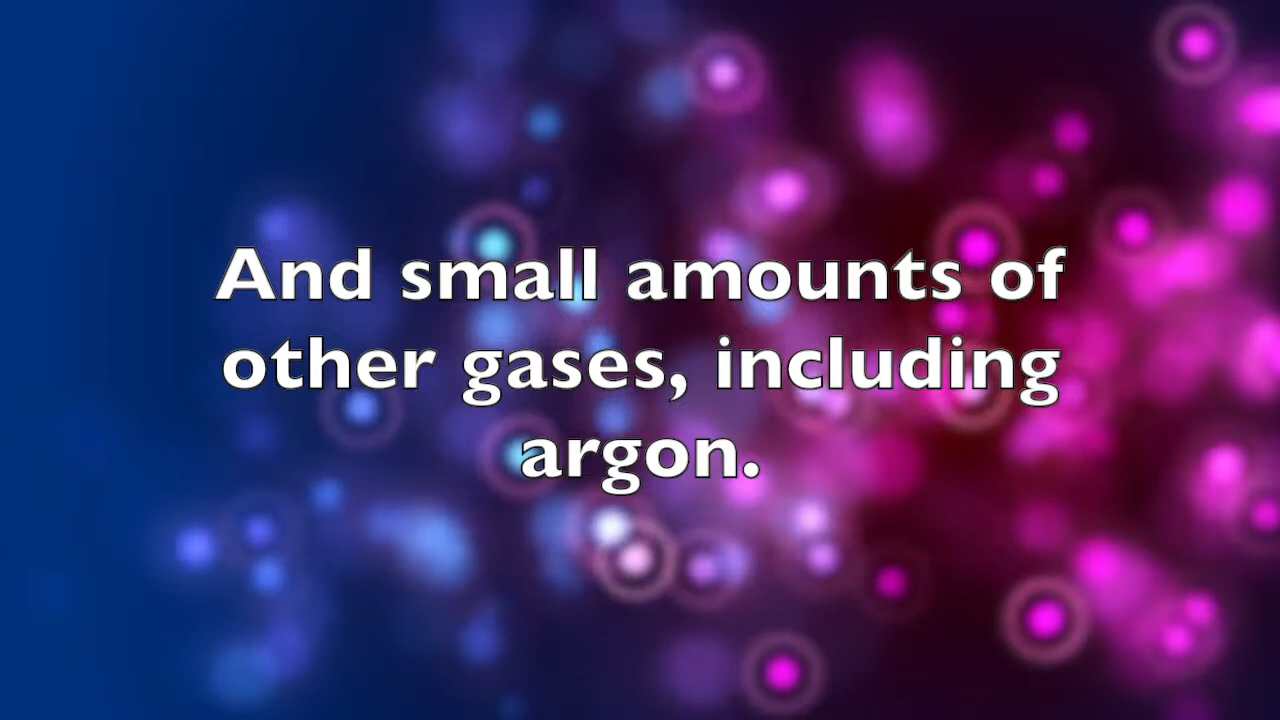 And small amounts of
other gases, including
argon.